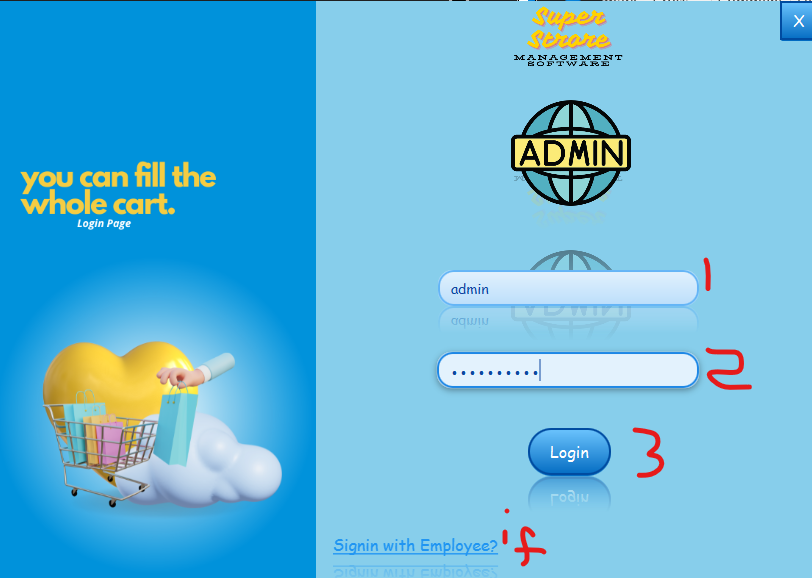 X
Super
Strore
MANAGEMENT
SOFTWARE
ADMIN
you can fill the
whole cart.
Login Page
admin
1
••••••••••
2
Login
3
Signin with Employee?
if